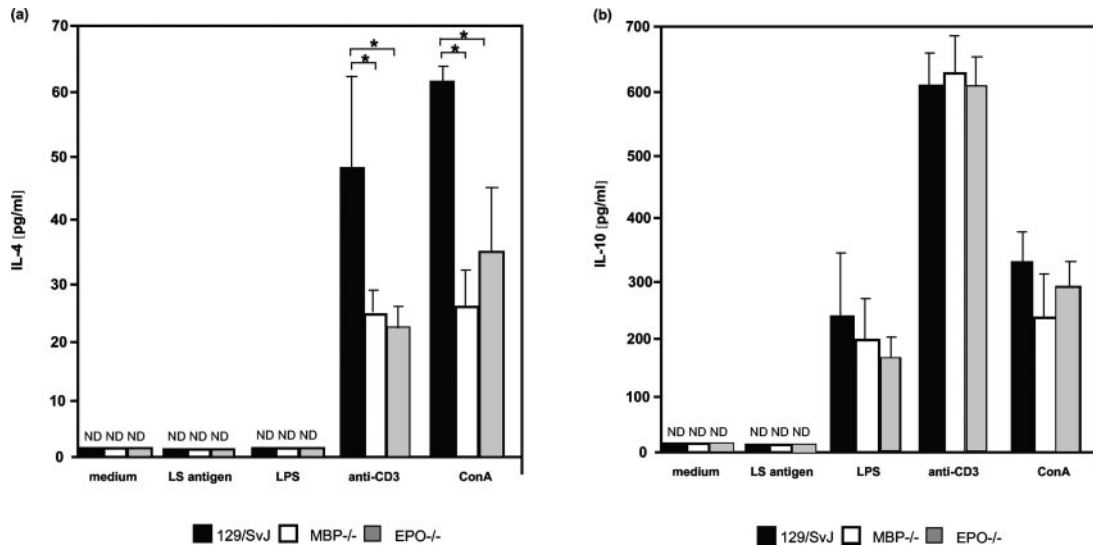 (a)
70
60
50
40
30
20
10
0
IL-4 [pg/ml]
* *
* *
ND ND ND ND ND ND ND ND ND
medium LS antigen LPS anti-CD3 ConA
129/SvJ MBP-/- EPO-/-
(b)
700
600
500
400
300
200
100
0
IL-10 [pg/ml]
ND ND ND ND ND ND
medium LS antigen LPS anti-CD3 ConA
129/SvJ MBP-/- EPO-/-